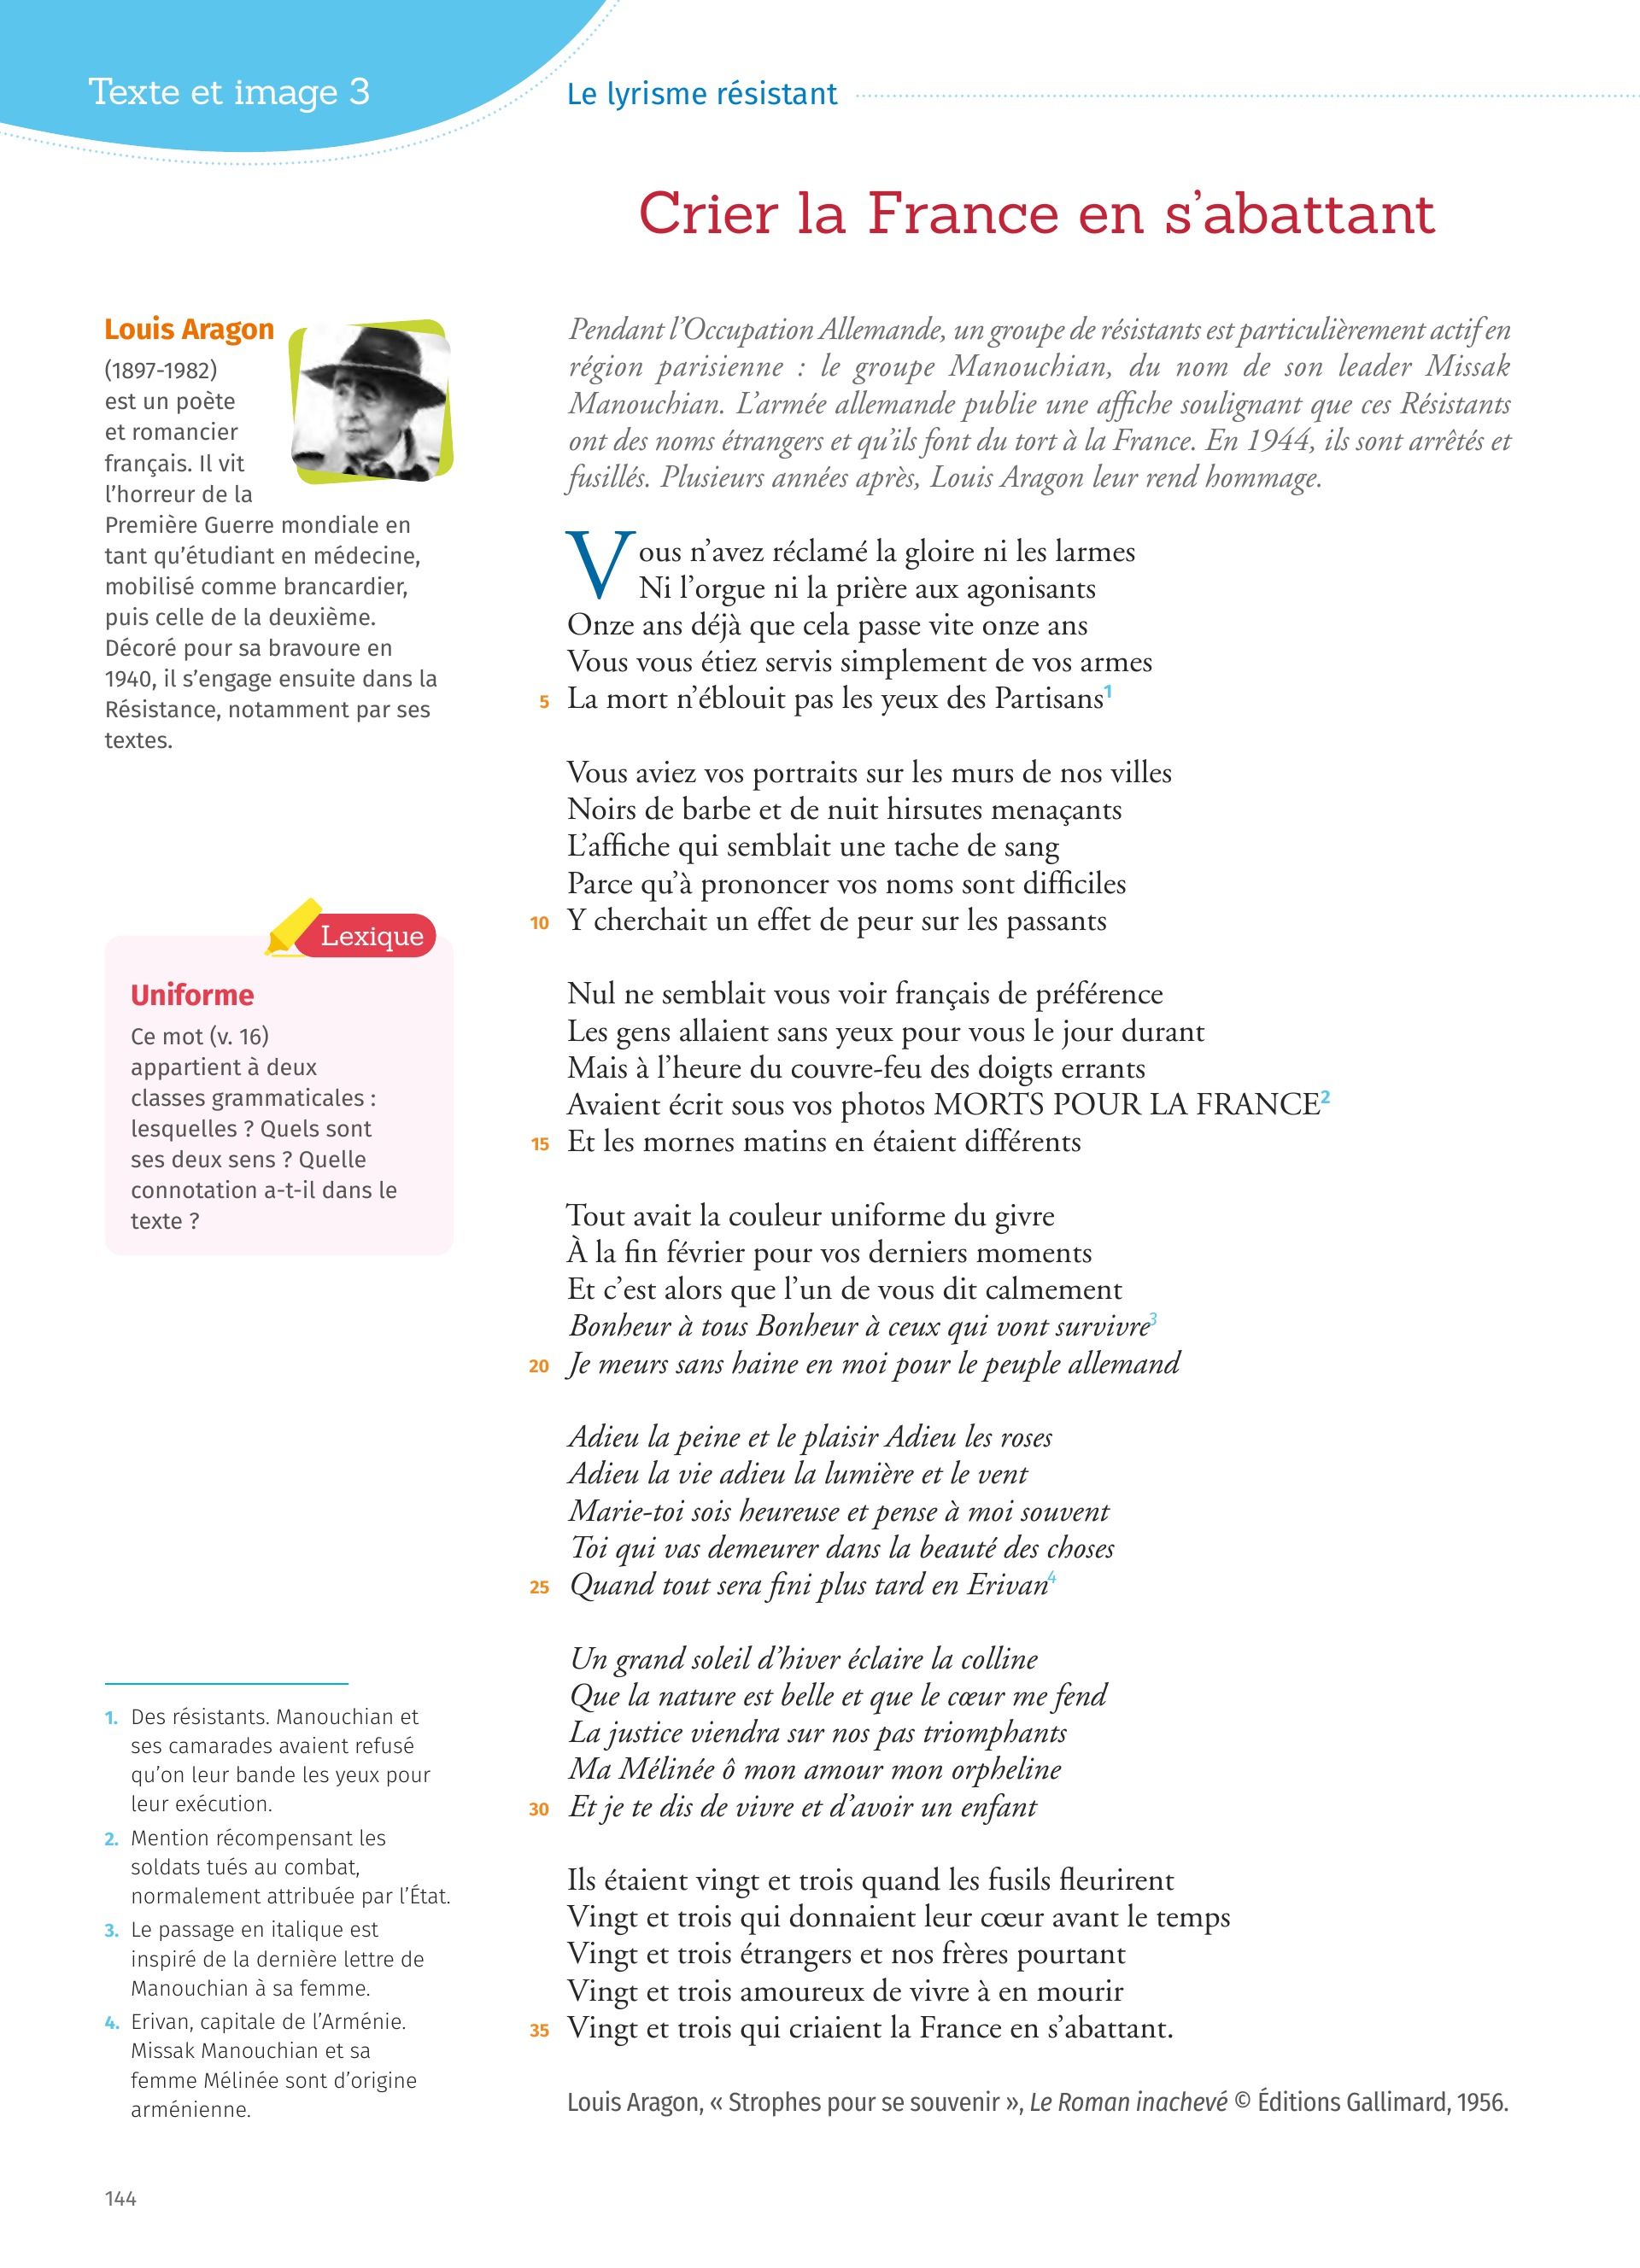 Texte et image 3
Le lyrisme résistant
Crier la France en s’abattant
Louis Aragon
(1897-1982)
est un poète
et romancier
français. Il vit
l’horreur de la
Première Guerre mondiale en
tant qu’étudiant en médecine,
mobilisé comme brancardier,
puis celle de la deuxième.
Décoré pour sa bravoure en
1940, il s’engage ensuite dans la
Résistance, notamment par ses
textes.
Lexique
Uniforme
Ce mot (v. 16)
appartient à deux
classes grammaticales :
lesquelles ? Quels sont
ses deux sens ? Quelle
connotation a-t-il dans le
texte ?
Pendant l’Occupation Allemande, un groupe de résistants est particulièrement actif en
région parisienne : le groupe Manouchian, du nom de son leader Missak
Manouchian. L’armée allemande publie une affiche soulignant que ces Résistants
ont des noms étrangers et qu’ils font du tort à la France. En 1944, ils sont arrêtés et
fusillés. Plusieurs années après, Louis Aragon leur rend hommage.
Vous n’avez réclamé la gloire ni les larmes
Ni l’orgue ni la prière aux agonisants
Onze ans déjà que cela passe vite onze ans
Vous vous étiez servis simplement de vos armes
5 La mort n’éblouit pas les yeux des Partisans1
Vous aviez vos portraits sur les murs de nos villes
Noirs de barbe et de nuit hirsutes menaçants
L’affiche qui semblait une tache de sang
Parce qu’à prononcer vos noms sont difficiles
10 Y cherchait un effet de peur sur les passants
Nul ne semblait vous voir français de préférence
Les gens allaient sans yeux pour vous le jour durant
Mais à l’heure du couvre-feu des doigts errants
Avaient écrit sous vos photos MORTS POUR LA FRANCE2
15 Et les mornes matins en étaient différents
Tout avait la couleur uniforme du givre
À la fin février pour vos derniers moments
Et c’est alors que l’un de vous dit calmement
Bonheur à tous Bonheur à ceux qui vont survivre3
20 Je meurs sans haine en moi pour le peuple allemand
Adieu la peine et le plaisir Adieu les roses
Adieu la vie adieu la lumière et le vent
Marie-toi sois heureuse et pense à moi souvent
Toi qui vas demeurer dans la beauté des choses
25 Quand tout sera fini plus tard en Erivan4
Un grand soleil d’hiver éclaire la colline
Que la nature est belle et que le cœur me fend
La justice viendra sur nos pas triomphants
Ma Mélinée ô mon amour mon orpheline
30 Et je te dis de vivre et d’avoir un enfant
Ils étaient vingt et trois quand les fusils fleurirent
Vingt et trois qui donnaient leur cœur avant le temps
Vingt et trois étrangers et nos frères pourtant
Vingt et trois amoureux de vivre à en mourir
35 Vingt et trois qui criaient la France en s’abattant.
Louis Aragon, « Strophes pour se souvenir », Le Roman inachevé © Éditions Gallimard, 1956.
1. Des résistants. Manouchian et
ses camarades avaient refusé
qu’on leur bande les yeux pour
leur exécution.
2. Mention récompensant les
soldats tués au combat,
normalement attribuée par l’État.
3. Le passage en italique est
inspiré de la dernière lettre de
Manouchian à sa femme.
4. Erivan, capitale de l’Arménie.
Missak Manouchian et sa
femme Mélinée sont d’origine
arménienne.
144